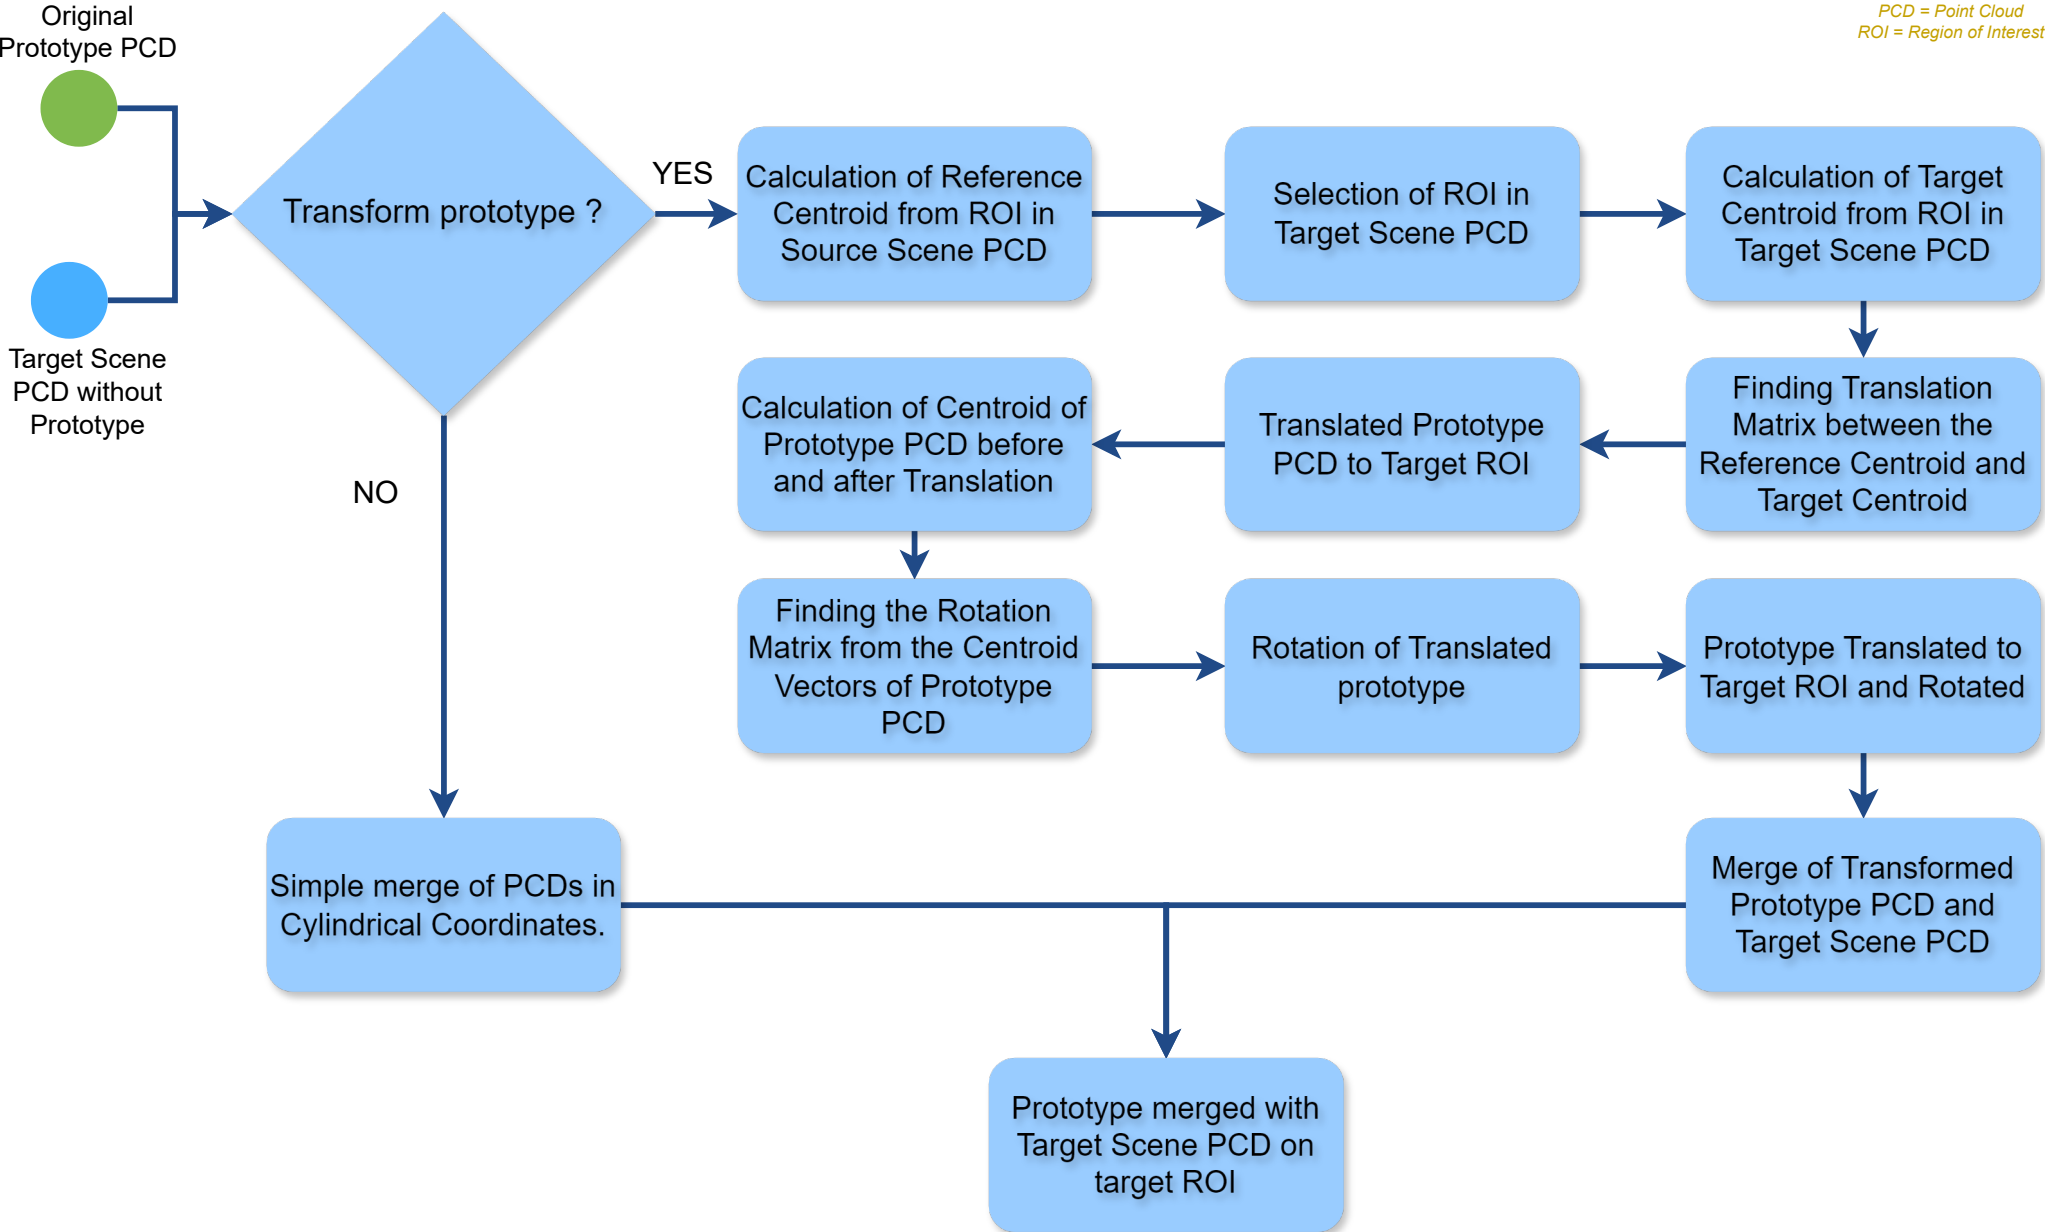 Original
Prototype PCD
PCD = Point Cloud
ROI = Region of Interest
Target Scene
PCD without
Prototype
Transform prototype ?
YES
NO
Calculation of Reference
Centroid from ROI in
Source Scene PCD
Selection of ROI in
Target Scene PCD
Calculation of Target
Centroid from ROI in
Target Scene PCD
Finding Translation
Matrix between the
Reference Centroid and
Target Centroid
Translated Prototype
PCD to Target ROI
Calculation of Centroid of
Prototype PCD before
and after Translation
Finding the Rotation
Matrix from the Centroid
Vectors of Prototype
PCD
Rotation of Translated
prototype
Prototype Translated to
Target ROI and Rotated
Simple merge of PCDs in
Cylindrical Coordinates.
Merge of Transformed
Prototype PCD and
Target Scene PCD
Prototype merged with
Target Scene PCD on
target ROI